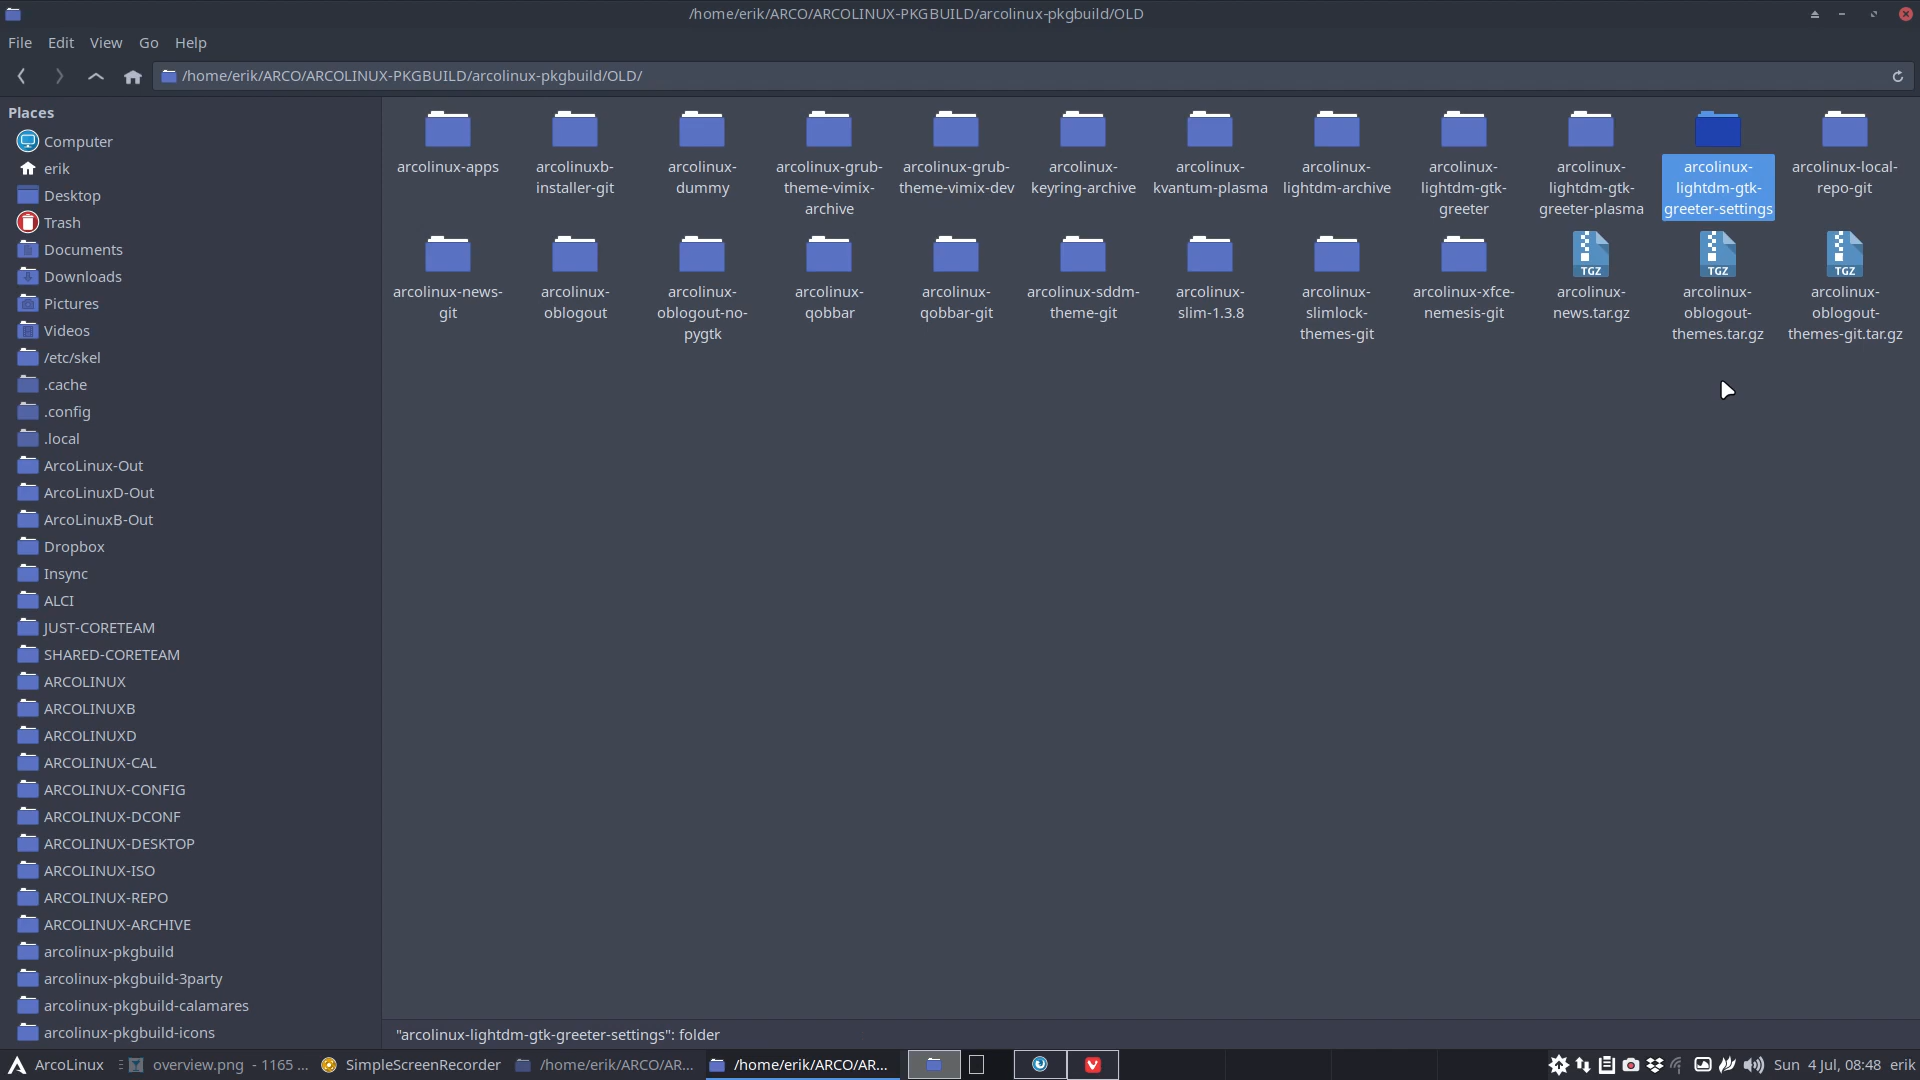 /home/erik/ARCO/ARCOLINUX-PKGBUILD/arcolinux-pkgbuild/OLD
File Edit View Go Help
/home/erik/ARCO/ARCOLINUX-PKGBUILD/arcolinux-pkgbuild/OLD/
Places
Computer
erik
Desktop
Trash
Documents
Downloads
Pictures
Videos
/etc/skel
.cache
.config
.local
ArcoLinux-Out
ArcoLinuxD-Out
ArcoLinuxB-Out
Dropbox
Insync
ALCI
JUST-CORETEAM
SHARED-CORETEAM
ARCOLINUX
ARCOLINUXB
ARCOLINUXD
ARCOLINUX-CAL
ARCOLINUX-CONFIG
ARCOLINUX-DCONF
ARCOLINUX-DESKTOP
ARCOLINUX-ISO
ARCOLINUX-REPO
ARCOLINUX-ARCHIVE
arcolinux-pkgbuild
arcolinux-pkgbuild-3party
arcolinux-pkgbuild-calamares
arcolinux-pkgbuild-icons
arcolinux-apps
arcolinuxb-
installer-git
arcolinux-
dummy
arcolinux-grub-
theme-vimix-
archive
arcolinux-grub-
theme-vimix-dev
arcolinux-
keyring-archive
arcolinux-
kvantum-plasma
arcolinux-
lightdm-archive
arcolinux-
lightdm-gtk-
greeter
arcolinux-
lightdm-gtk-
greeter-plasma
arcolinux-
lightdm-gtk-
greeter-settings
arcolinux-local-
repo-git
arcolinux-news-
git
arcolinux-
oblogout
arcolinux-
oblogout-no-
pygtk
arcolinux-
qobbar
arcolinux-
qobbar-git
arcolinux-sddm-
theme-git
arcolinux-
slim-1.3.8
arcolinux-
slimlock-
themes-git
arcolinux-xfce-
nemesis-git
TGZ
arcolinux-
news.tar.gz
TGZ
arcolinux-
oblogout-
themes.tar.gz
TGZ
arcolinux-
oblogout-
themes-git.tar.gz
"arcolinux-lightdm-gtk-greeter-settings": folder
ArcoLinux overview.png - 1165 ... SimpleScreenRecorder /home/erik/ARCO/AR... /home/erik/ARCO/AR... Sun 4 Jul, 08:48 erik